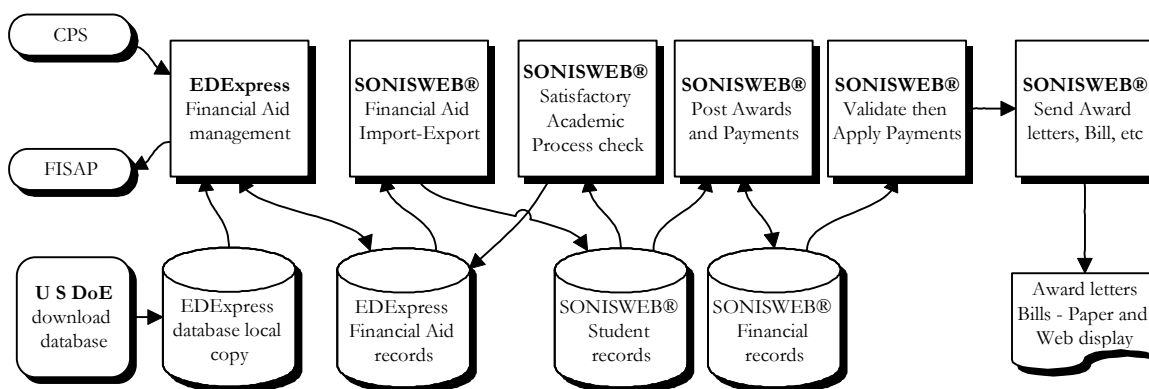 CPS
FISAP
EDExpress
Financial Aid
management
SONISWEB®
Financial Aid
Import-Export
SONISWEB®
Satisfactory
Academic
Process check
SONISWEB®
Post Awards
and Payments
SONISWEB®
Validate then
Apply Payments
SONISWEB®
Send Award
letters, Bill, etc
U S DoE
download
database
EDExpress
database local
copy
EDExpress
Financial Aid
records
SONISWEB®
Student
records
SONISWEB®
Financial
records
Award letters
Bills - Paper and
Web display